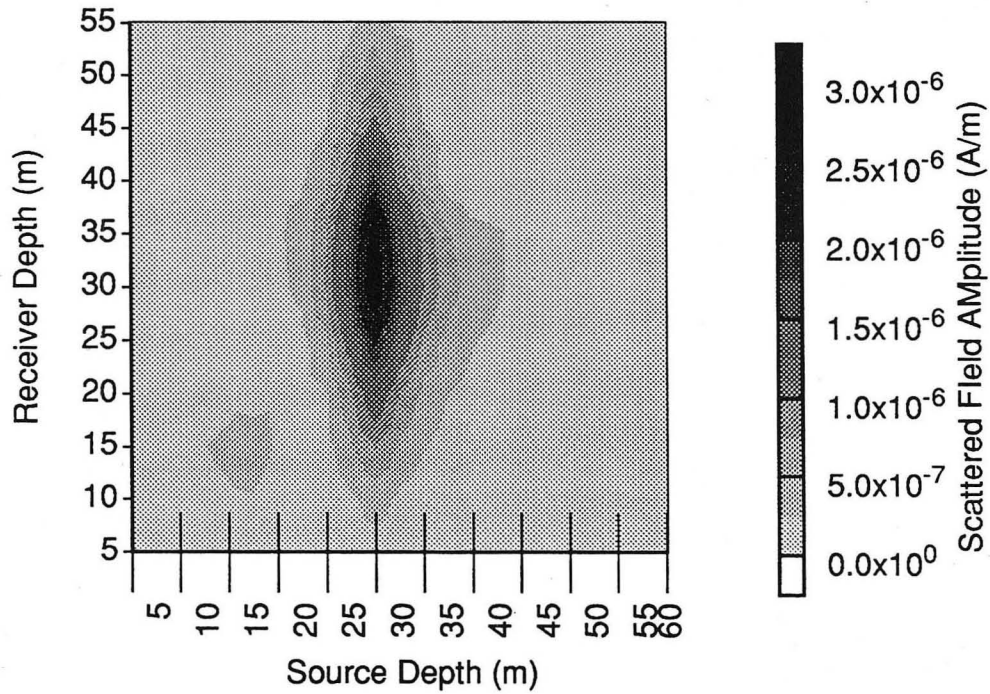 55
50
45
40
35
30
25
20
15
10
5
Receiver Depth (m)
5 10 15 20 25 30 35 40 45 50 55 60
Source Depth (m)
3.0x10⁻⁶
2.5x10⁻⁶
2.0x10⁻⁶
1.5x10⁻⁶
1.0x10⁻⁶
5.0x10⁻⁷
0.0x10⁰
Scattered FIeld AMplitude (A/m)